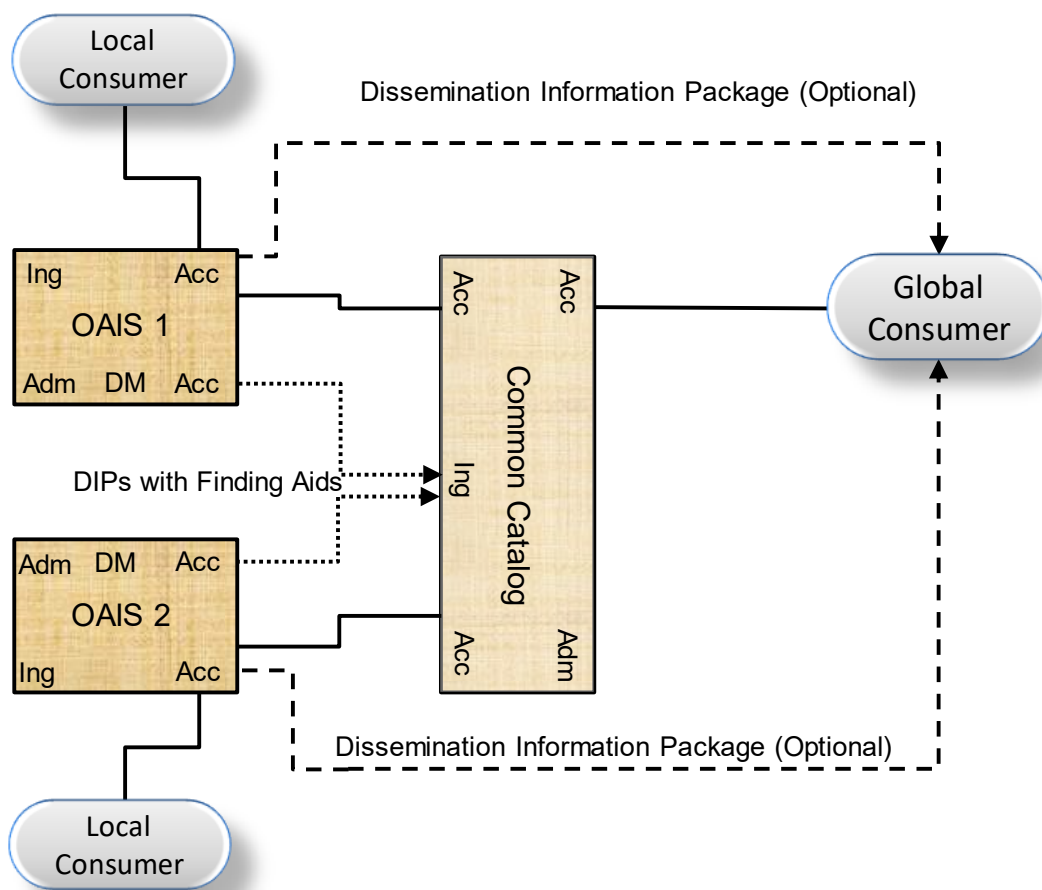 Local
Consumer
Dissemination Information Package (Optional)
Ing
Acc
OAIS 1
Adm
DM
Acc
Acc
Acc
Global
Consumer
DIPs with Finding Aids
Ing
Common Catalog
Adm
DM
Acc
OAIS 2
Ing
Acc
Acc
Adm
Dissemination Information Package (Optional)
Local
Consumer